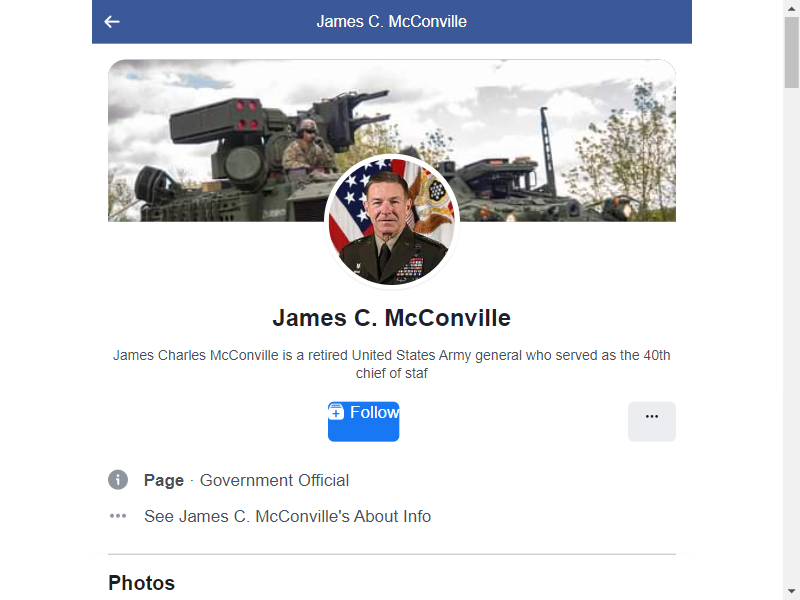 James C. McConville
James C. McConville
James Charles McConville is a retired United States Army general who served as the 40th
chief of staf
Follow
Page · Government Official
See James C. McConville's About Info
Photos